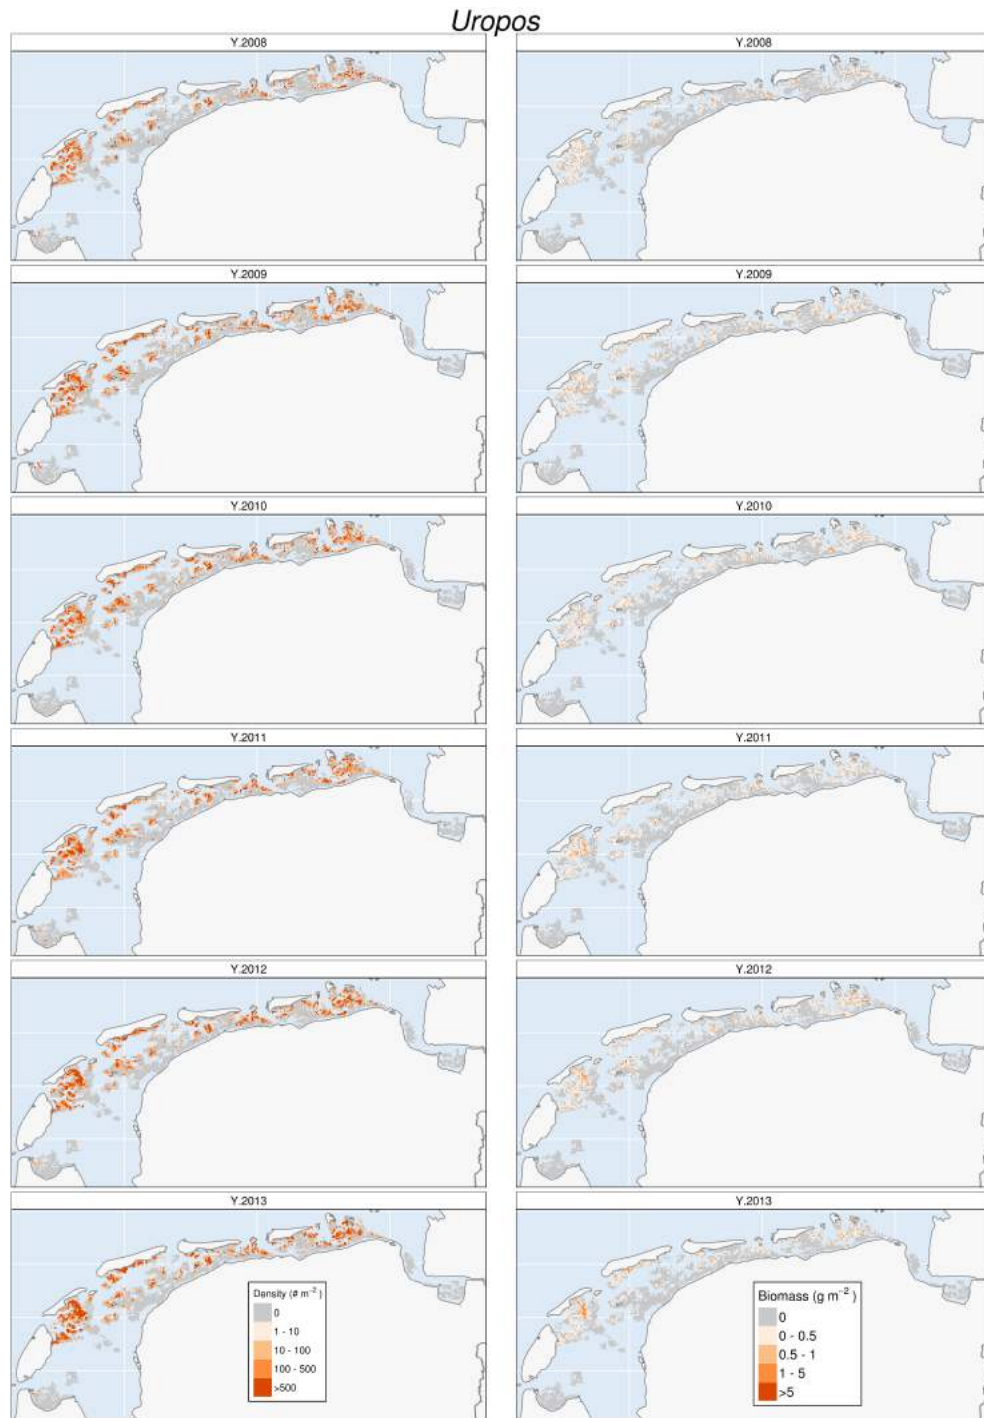 Uropos
Y.2008
Y.2008
Y.2009
Y.2009
Y.2010
Y.2010
Y.2011
Y.2011
Y.2012
Y.2012
Y.2013
Y.2013
Density (# m⁻²)
0
1 - 10
10 - 100
100 - 500
>500
Biomass (g m⁻²)
0
0 - 0.5
0.5 - 1
1 - 5
>5